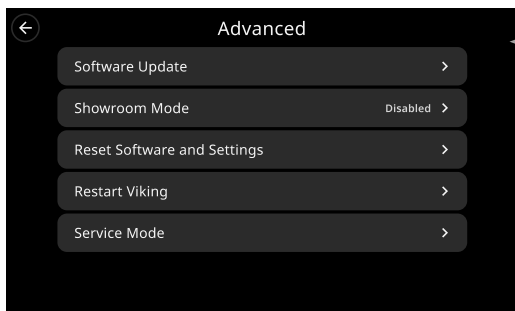 Advanced
Software Update
Showroom Mode Disabled
Reset Software and Settings
Restart Viking
Service Mode